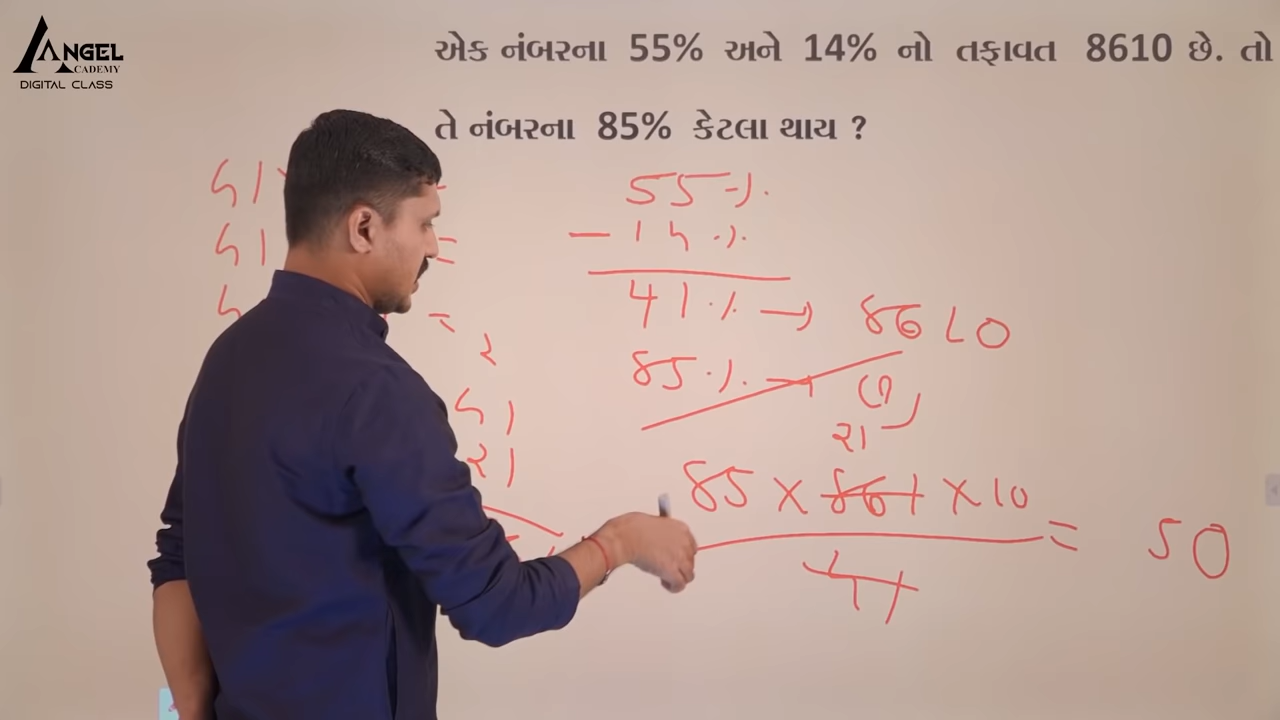 ANGEL
ACADEMY
DIGITAL CLASS
એક નંબરના 55% અને 14% નો તફાવત 8610 છે. તો
તે નંબરના 85% કેટલા થાય ?
55%
- 14%
41% → 8610
85% →
21
85 × 861 × 10
= 50
41